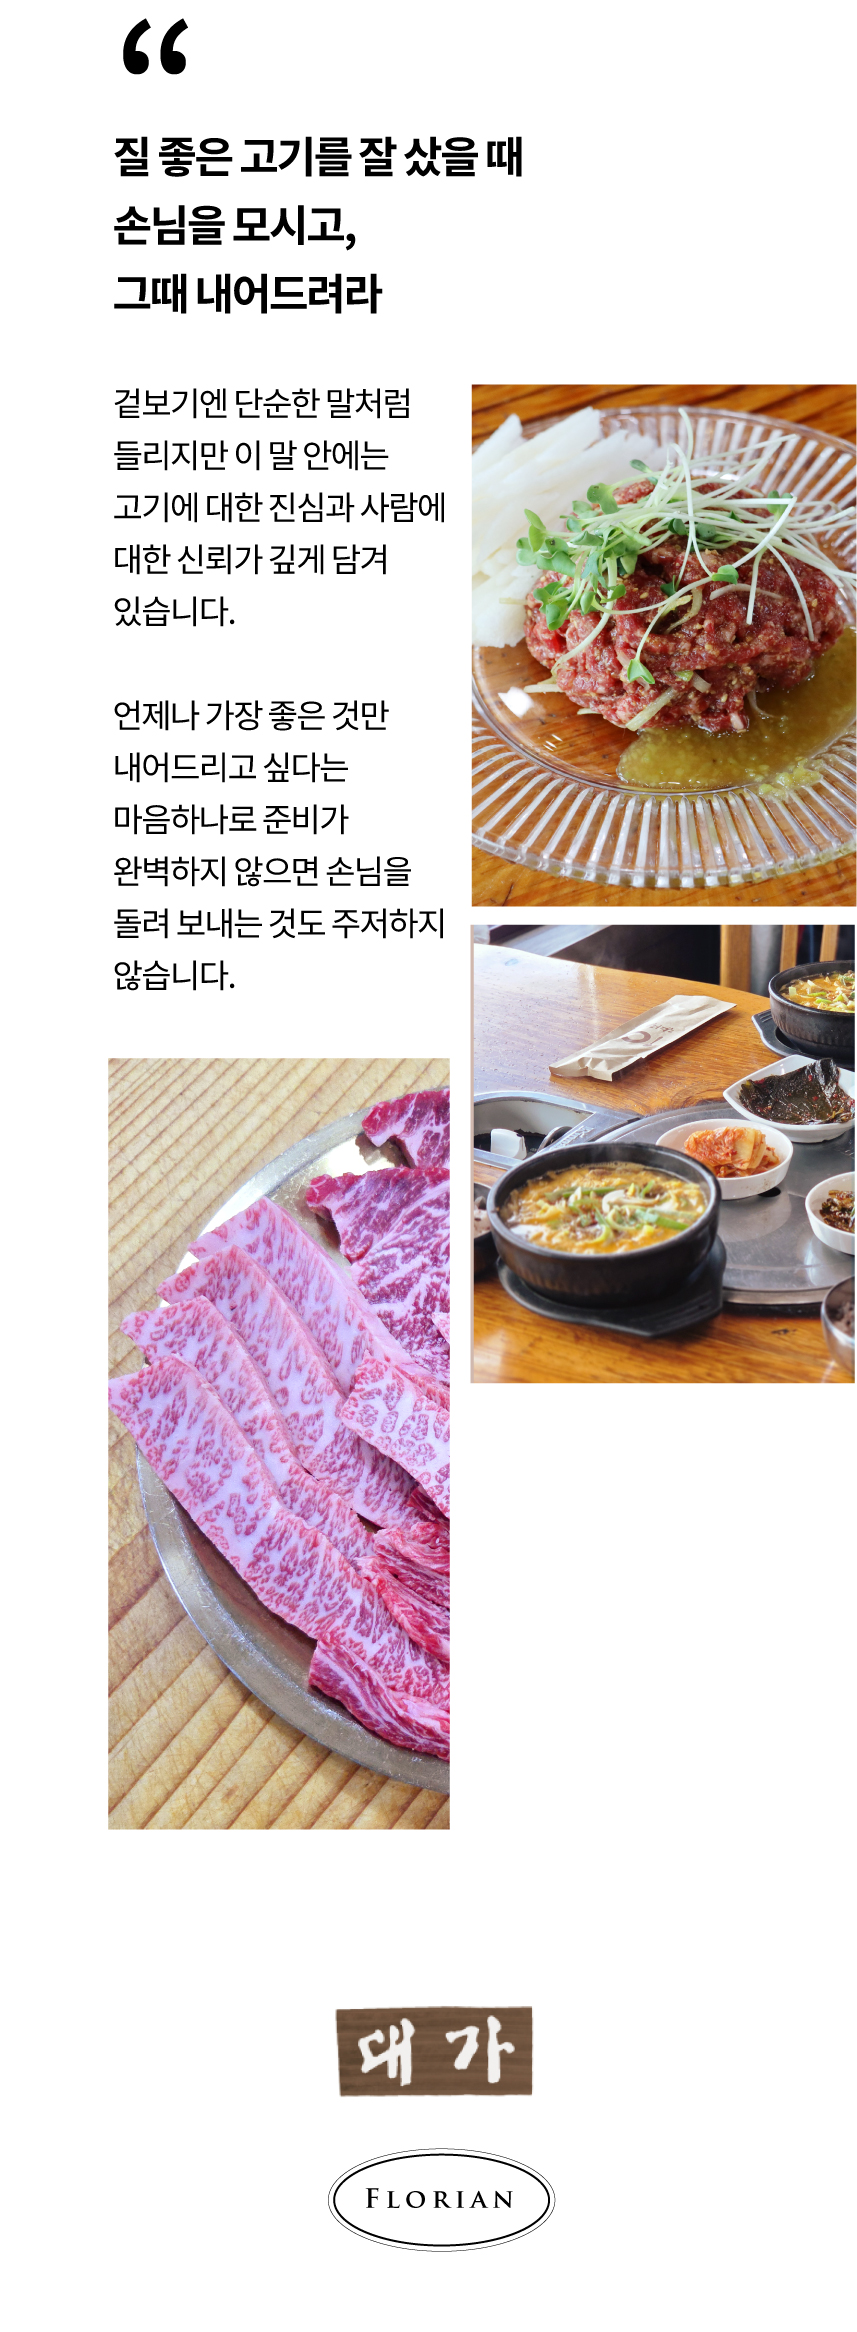 “
질 좋은 고기를 잘 샀을 때
손님을 모시고,
그때 내어드려라
겉보기엔 단순한 말처럼
들리지만 이 말 안에는
고기에 대한 진심과 사람에
대한 신뢰가 깊게 담겨
있습니다.
언제나 가장 좋은 것만
내어드리고 싶다는
마음하나로 준비가
완벽하지 않으면 손님을
돌려 보내는 것도 주저하지
않습니다.
대가
FLORIAN